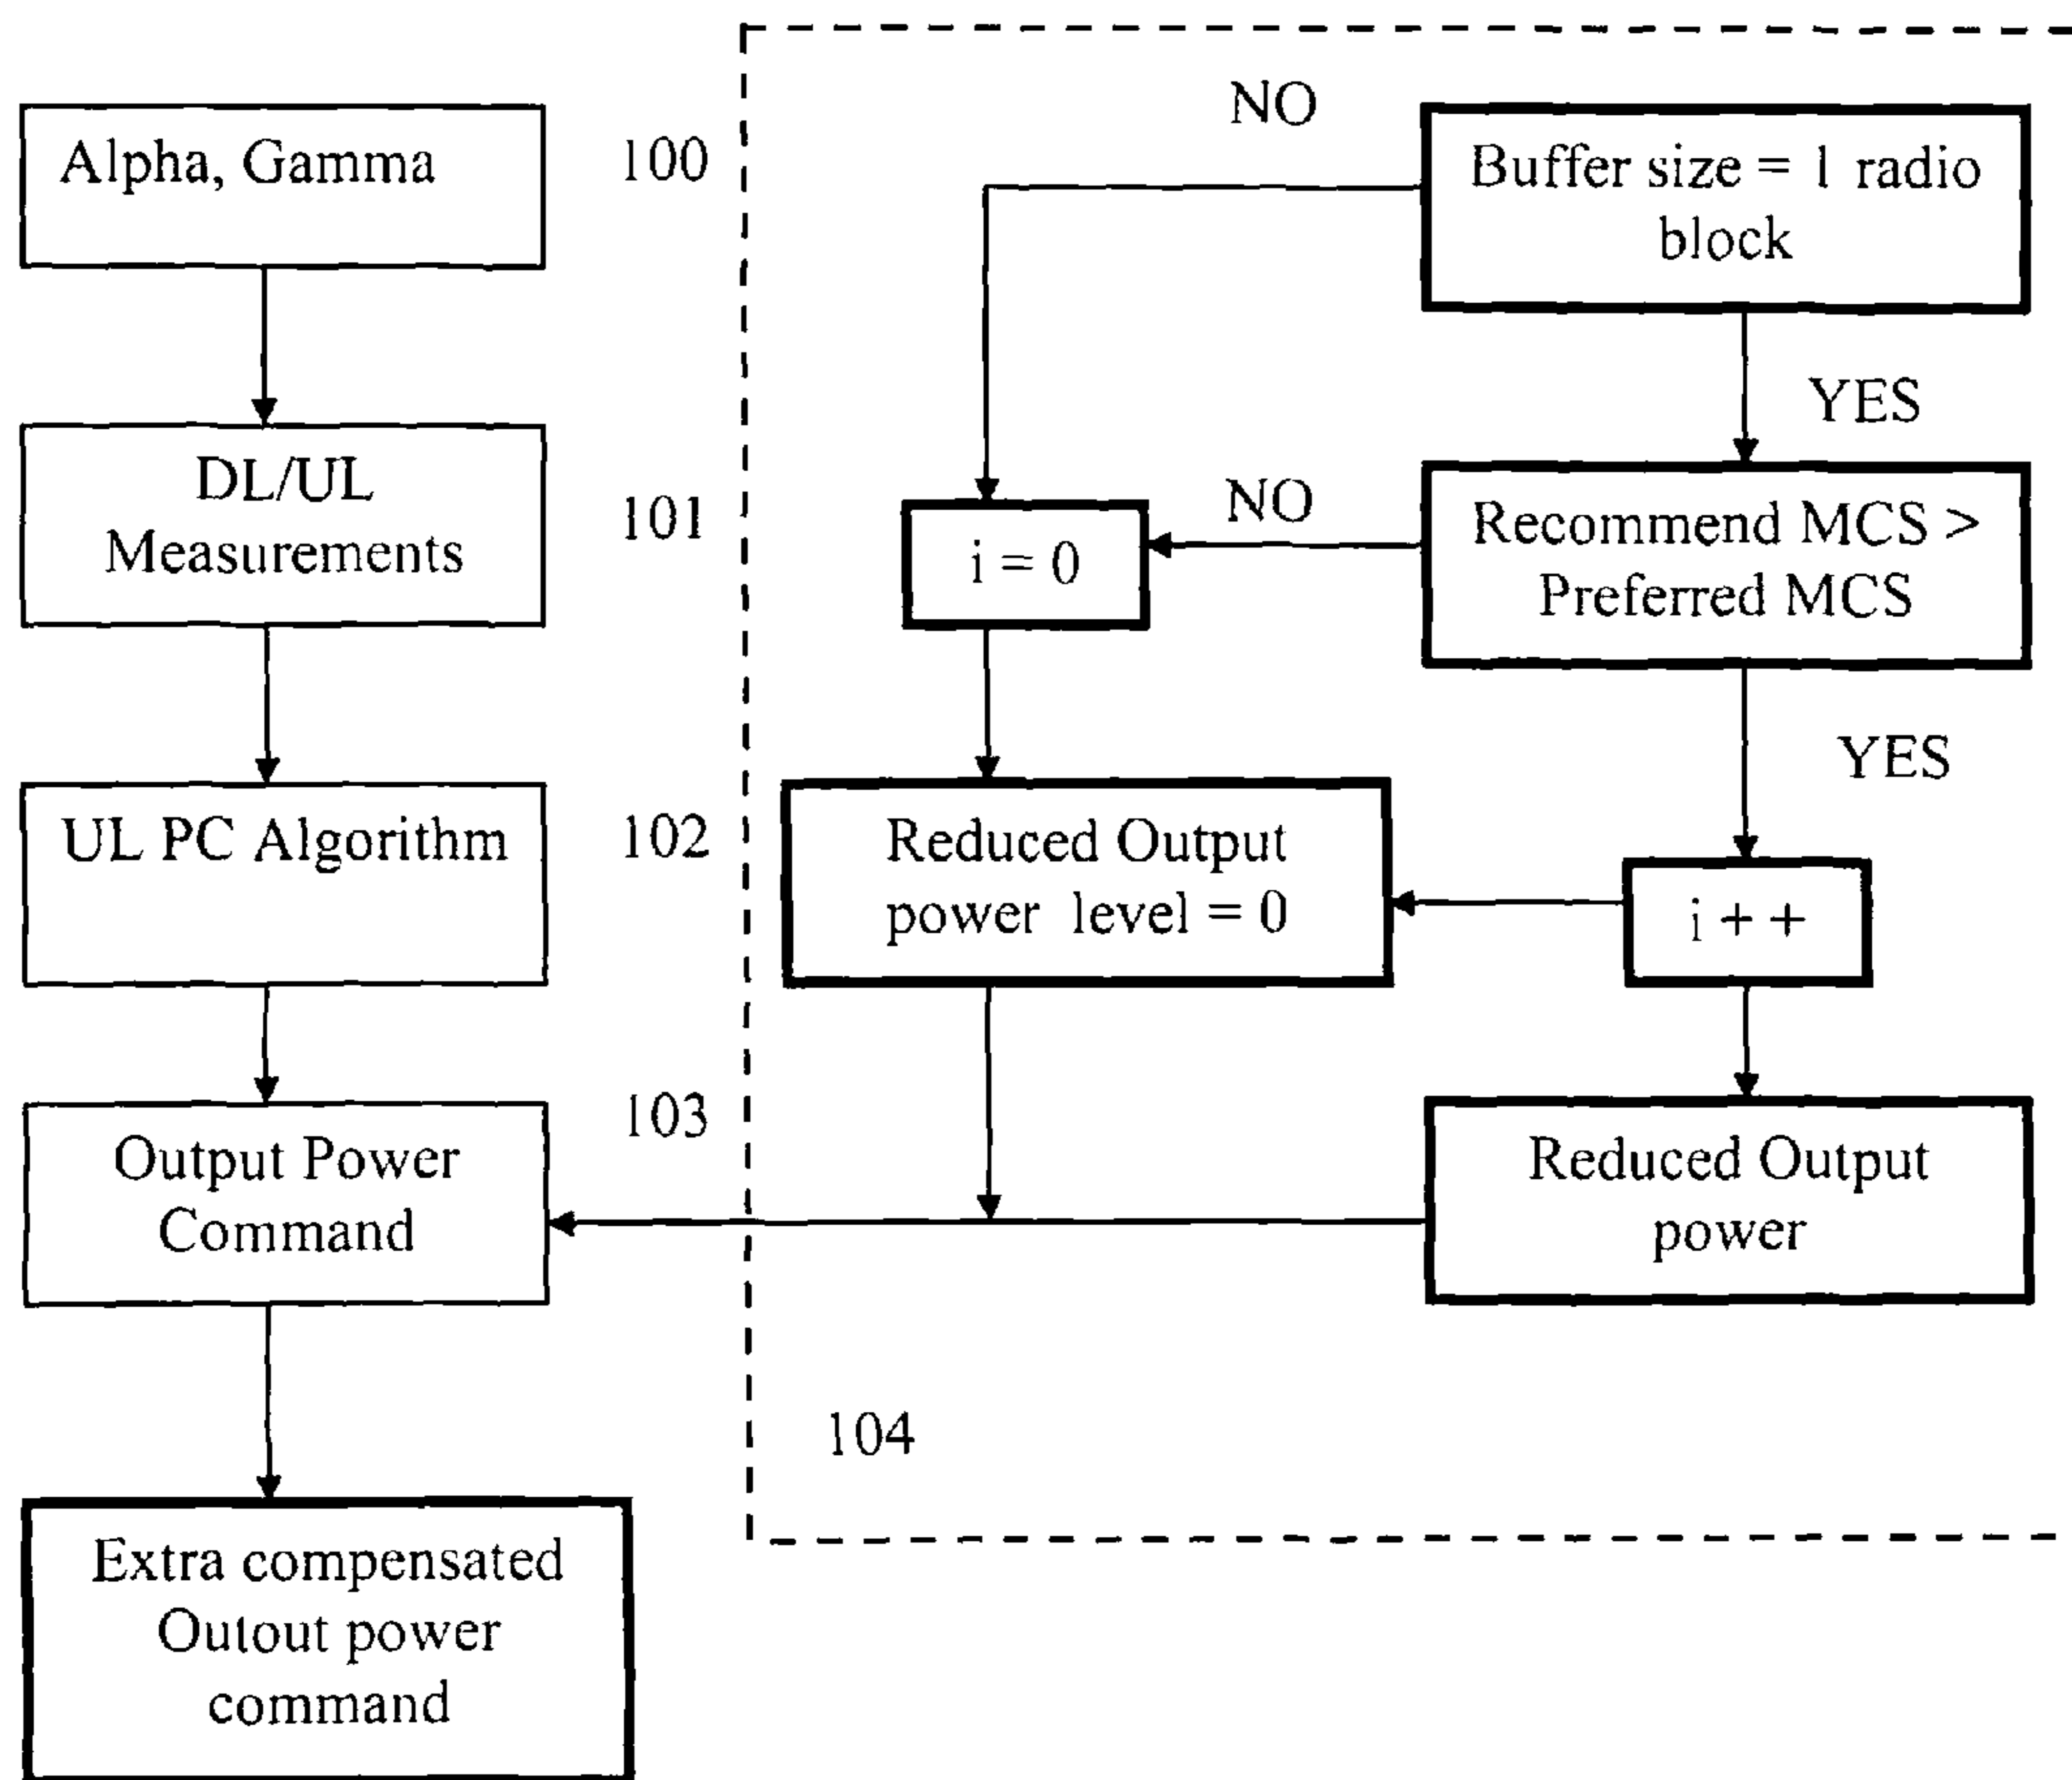 Alpha, Gamma
100
DL/UL
Measurements
101
UL PC Algorithm
102
Output Power
Command
103
Extra compensated
Outout power
command
NO
Buffer size = 1 radio
block
YES
NO
Recommend MCS >
Preferred MCS
i = 0
YES
Reduced Output
power level = 0
i + +
Reduced Output
power
104